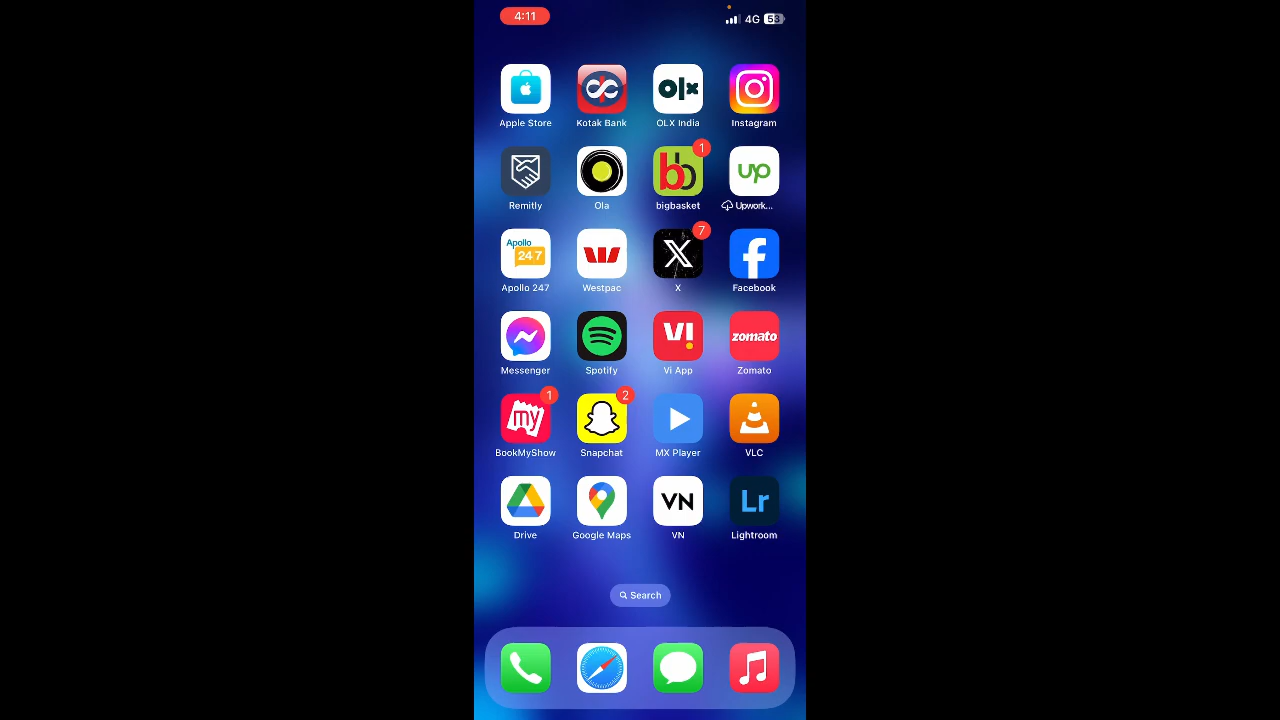 4:11
4G 53
Apple Store
Kotak Bank
olx
OLX India
Instagram
Remitly
Ola
bb 1
bigbasket
up
Upwork...
Apollo
24|7
Apollo 247
Westpac
X 7
X
f
Facebook
Messenger
Spotify
V!
Vi App
zomato
Zomato
my 1
BookMyShow
2
Snapchat
MX Player
VLC
Drive
Google Maps
VN
VN
Lr
Lightroom
Search